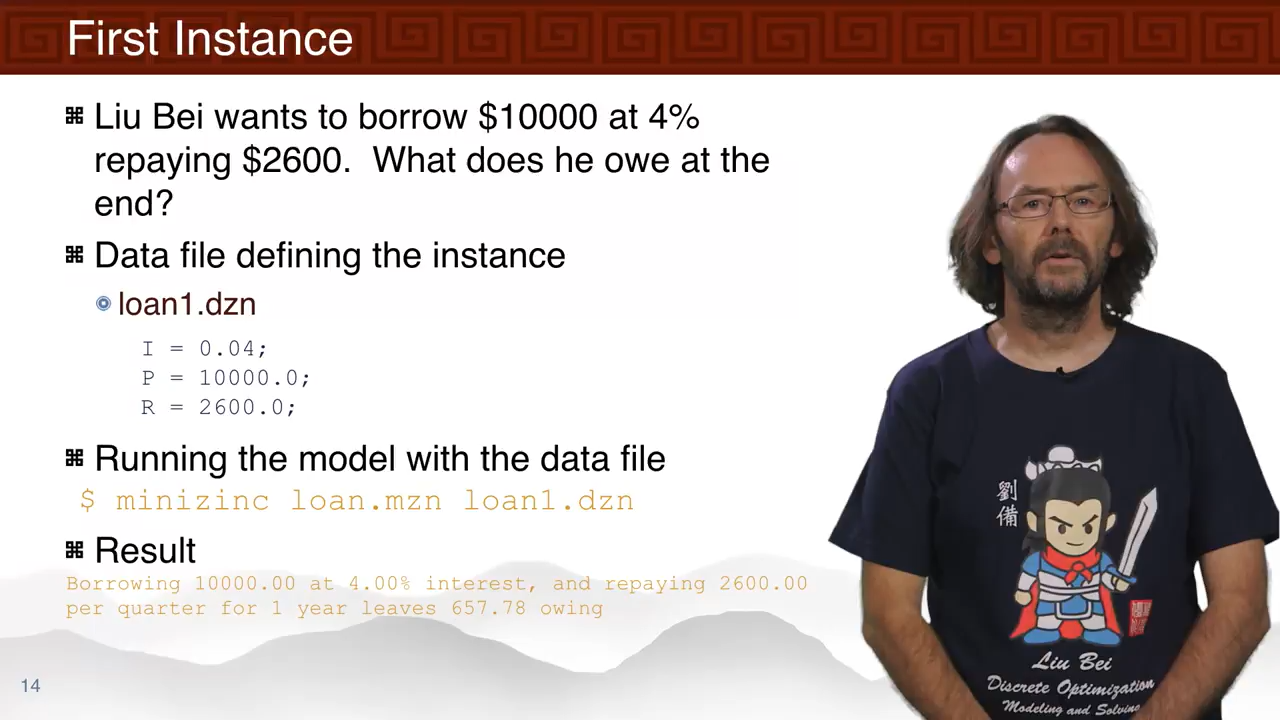 First Instance
Liu Bei wants to borrow $10000 at 4%
repaying $2600. What does he owe at the
end?
Data file defining the instance
loan1.dzn
I = 0.04;
P = 10000.0;
R = 2600.0;
Running the model with the data file
$ minizinc loan.mzn loan1.dzn
Result
Borrowing 10000.00 at 4.00% interest, and repaying 2600.00
per quarter for 1 year leaves 657.78 owing
14
劉
備
Liu Bei
Discrete Optimization
Modeling and Solving